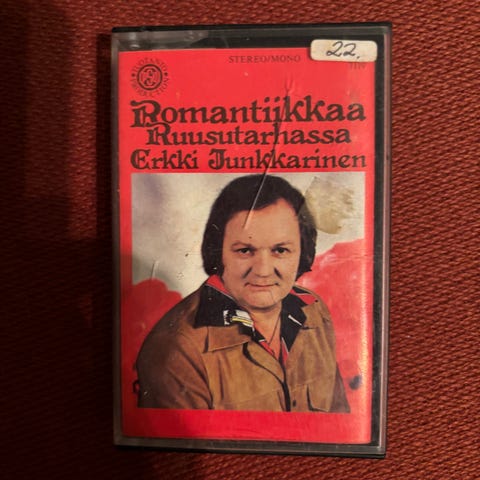 STEREO/MONO
22.
Romantiikkaa
Ruusutarhassa
Erkki Junkkarinen